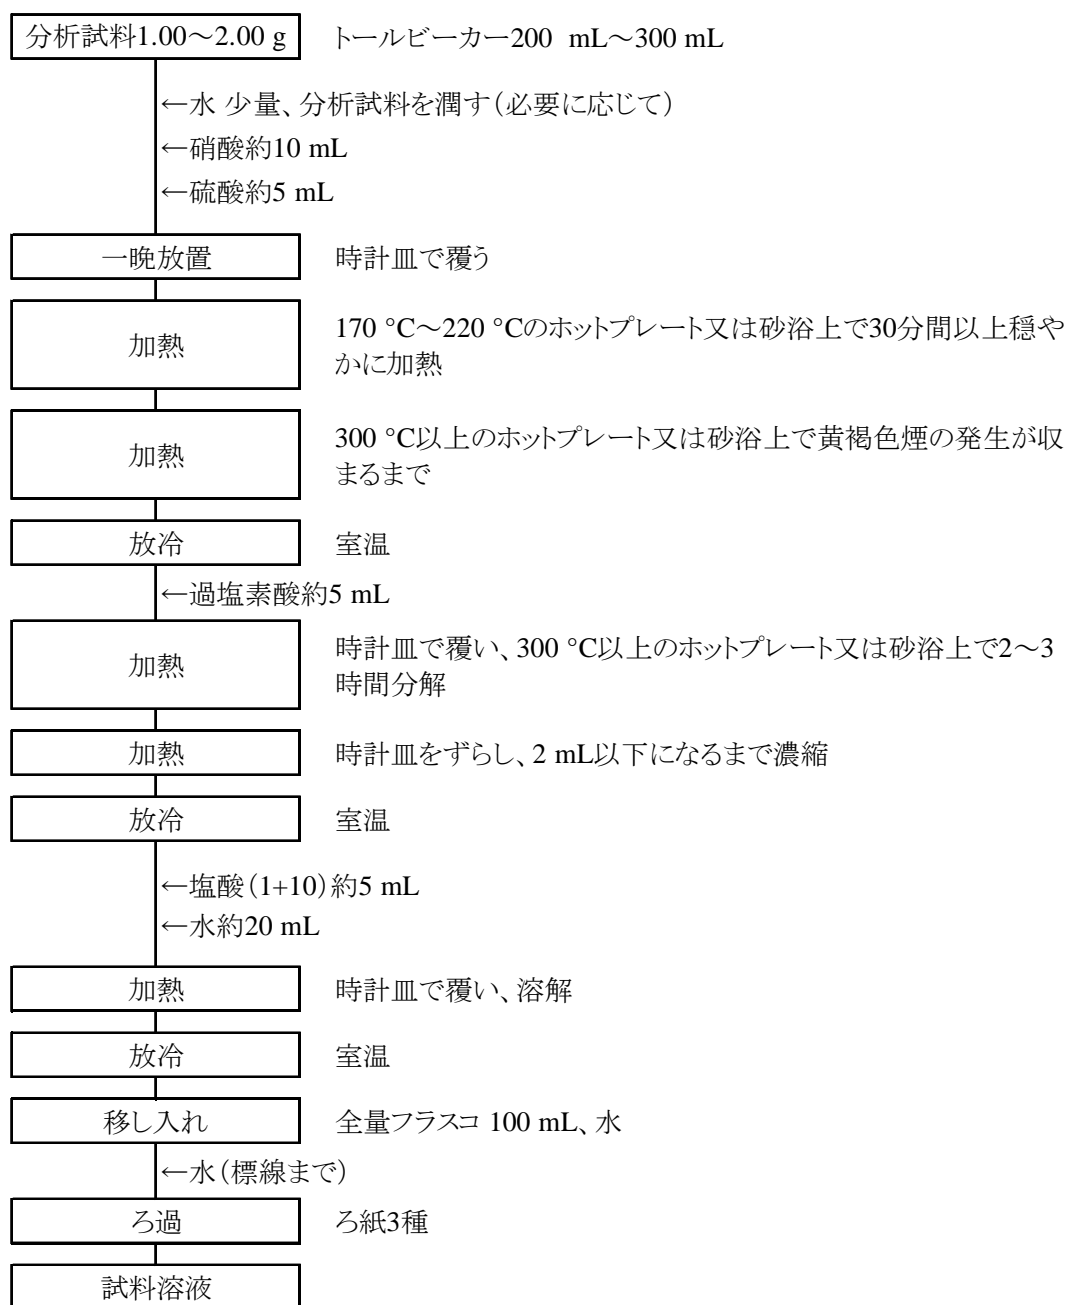 分析試料1.00~2.00 g トールビーカー200 mL~300 mL
←水 少量、分析試料を潤す(必要に応じて)
←硝酸約10 mL
←硫酸約5 mL
一晩放置 時計皿で覆う
加熱 170 °C~220 °Cのホットプレート又は砂浴上で30分間以上穏や
かに加熱
加熱 300 °C以上のホットプレート又は砂浴上で黄褐色煙の発生が収
まるまで
放冷 室温
←過塩素酸約5 mL
加熱 時計皿で覆い、300 °C以上のホットプレート又は砂浴上で2~3
時間分解
加熱 時計皿をずらし、2 mL以下になるまで濃縮
放冷 室温
←塩酸(1+10)約5 mL
←水約20 mL
加熱 時計皿で覆い、溶解
放冷 室温
移し入れ 全量フラスコ 100 mL、水
←水(標線まで)
ろ過 ろ紙3種
試料溶液